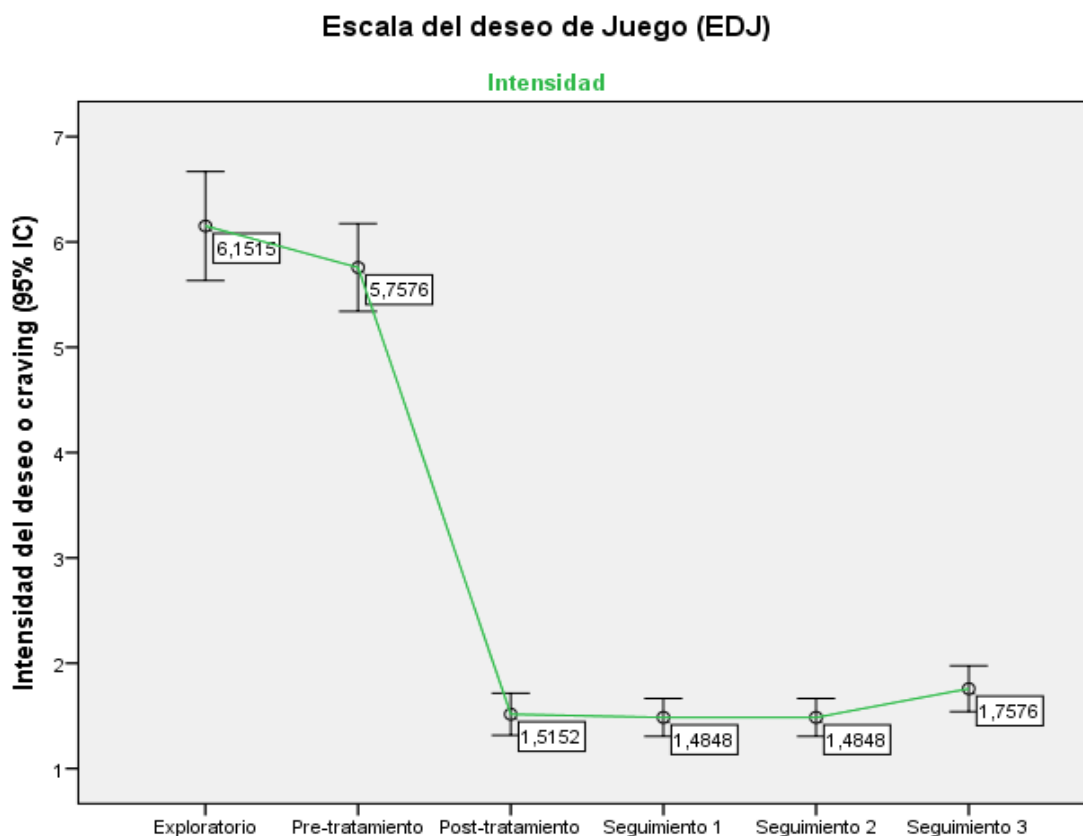 Escala del deseo de Juego (EDJ)
Intensidad
Intensidad del deseo o craving (95% IC)
7
6
5
4
3
2
1
6,1515
5,7576
1,5152
1,4848
1,4848
1,7576
Exploratorio
Pre-tratamiento
Post-tratamiento
Seguimiento 1
Seguimiento 2
Seguimiento 3